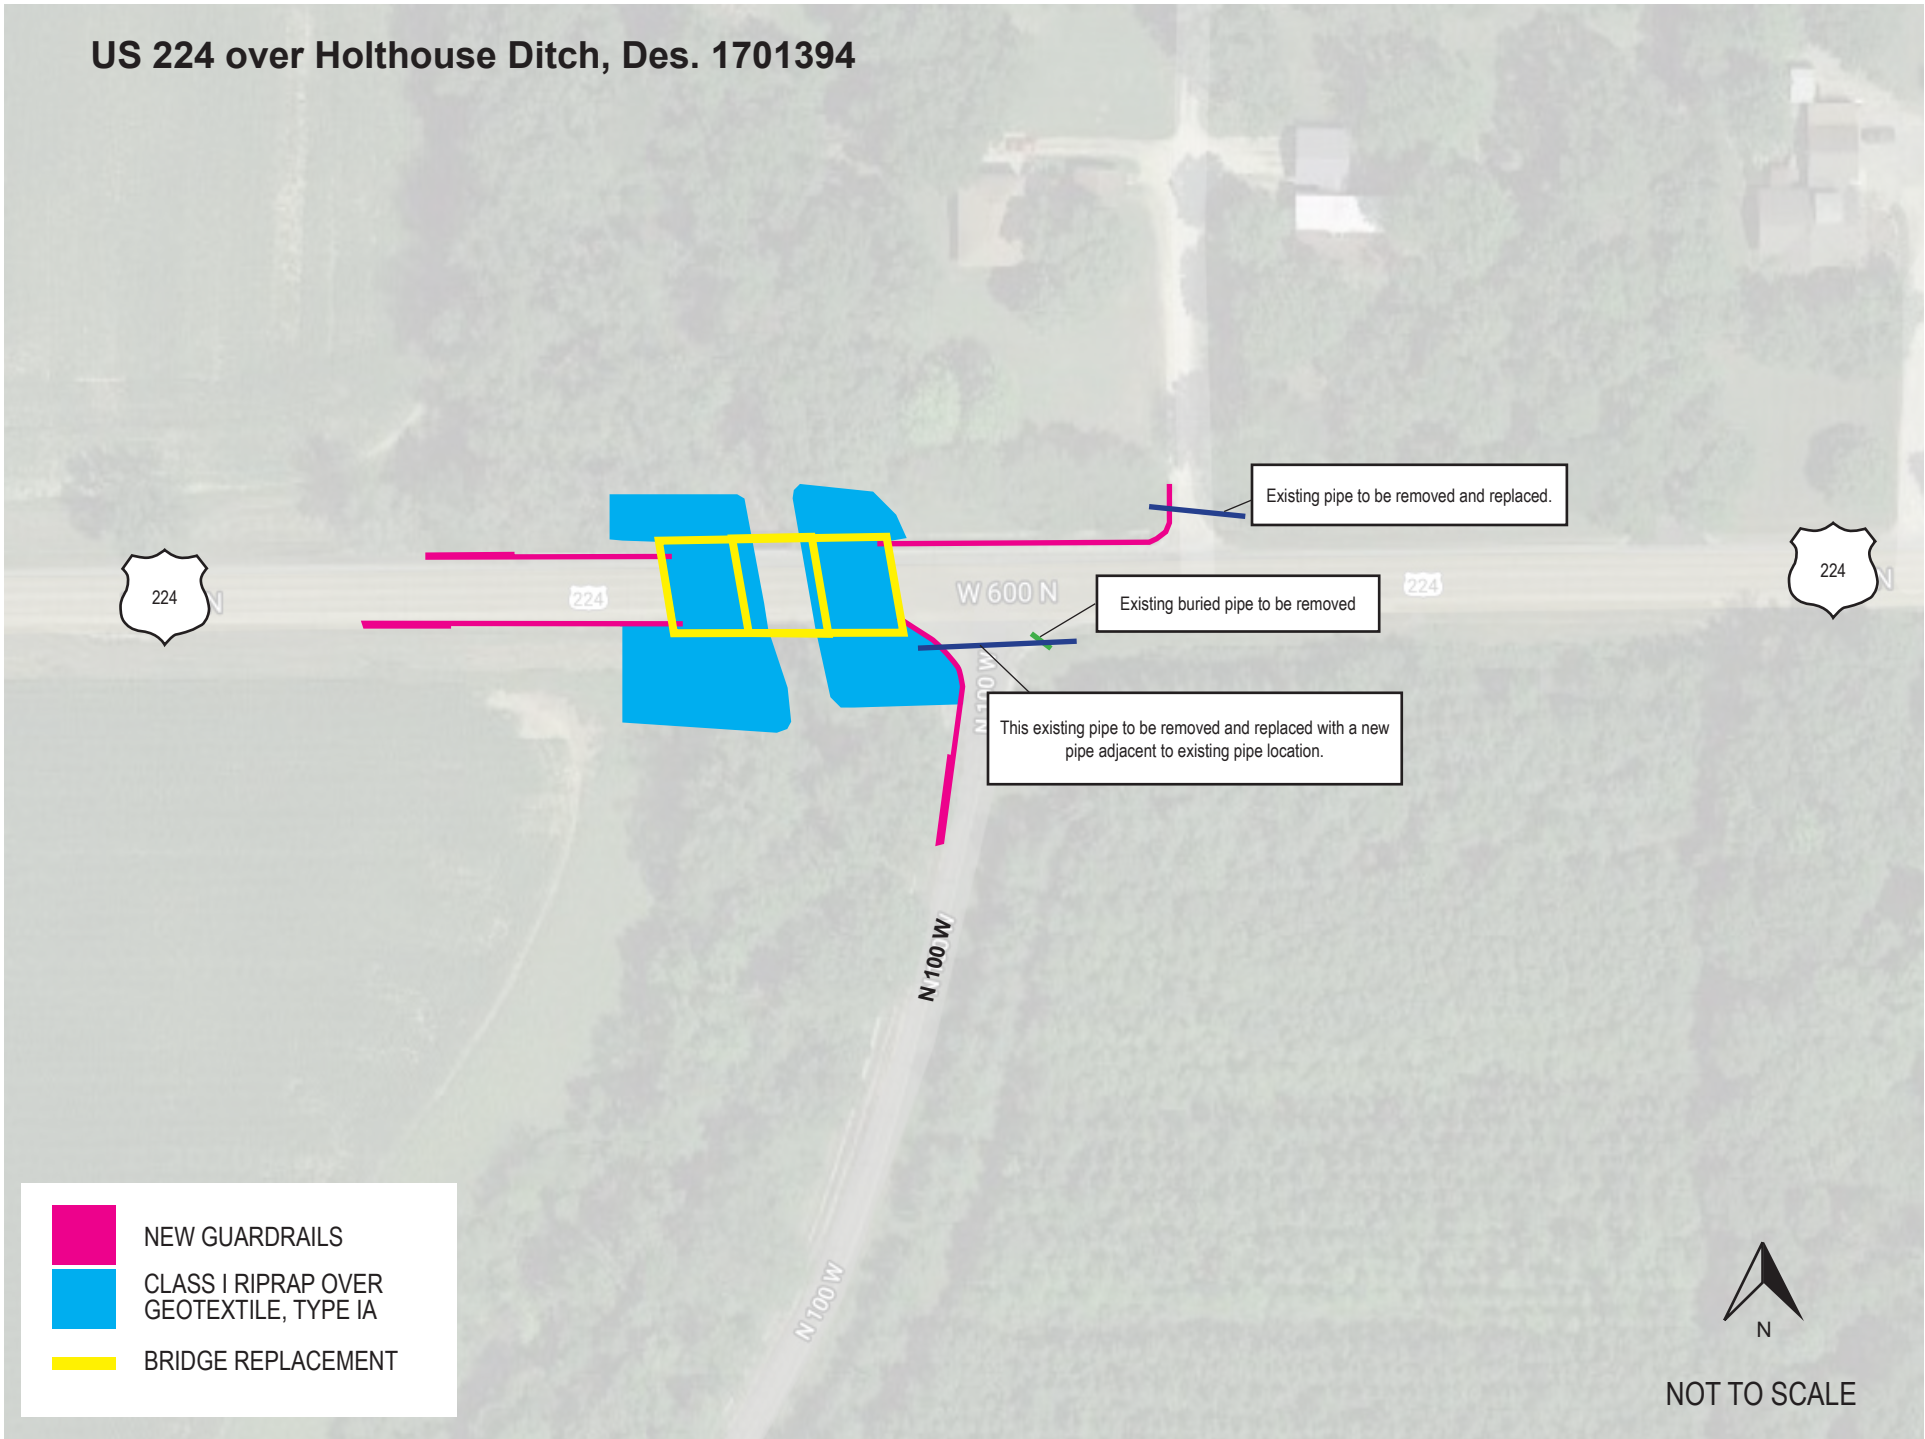 US 224 over Holthouse Ditch, Des. 1701394
Existing pipe to be removed and replaced.
224
N
224
W 600 N
224
224
N
Existing buried pipe to be removed
N 100 W
This existing pipe to be removed and replaced with a new
pipe adjacent to existing pipe location.
N 100 W
N 100 W
NEW GUARDRAILS
CLASS I RIPRAP OVER
GEOTEXTILE, TYPE IA
BRIDGE REPLACEMENT
N
NOT TO SCALE